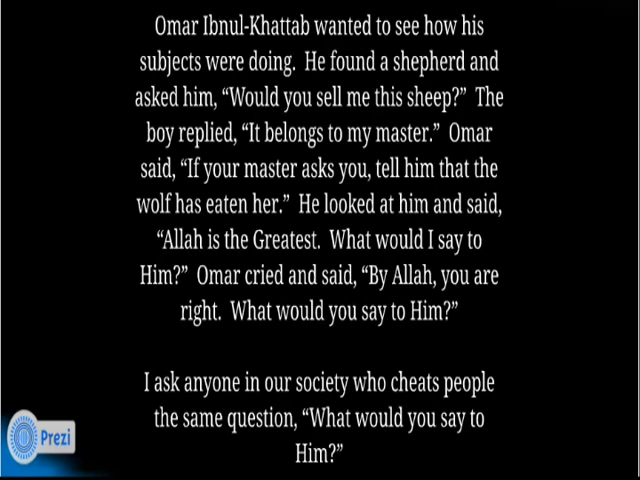 Omar Ibnul-Khattab wanted to see how his
subjects were doing. He found a shepherd and
asked him, “Would you sell me this sheep?” The
boy replied, “It belongs to my master.” Omar
said, “If your master asks you, tell him that the
wolf has eaten her.” He looked at him and said,
“Allah is the Greatest. What would I say to
Him?” Omar cried and said, “By Allah, you are
right. What would you say to Him?”
I ask anyone in our society who cheats people
the same question, “What would you say to
Him?”
Prezi